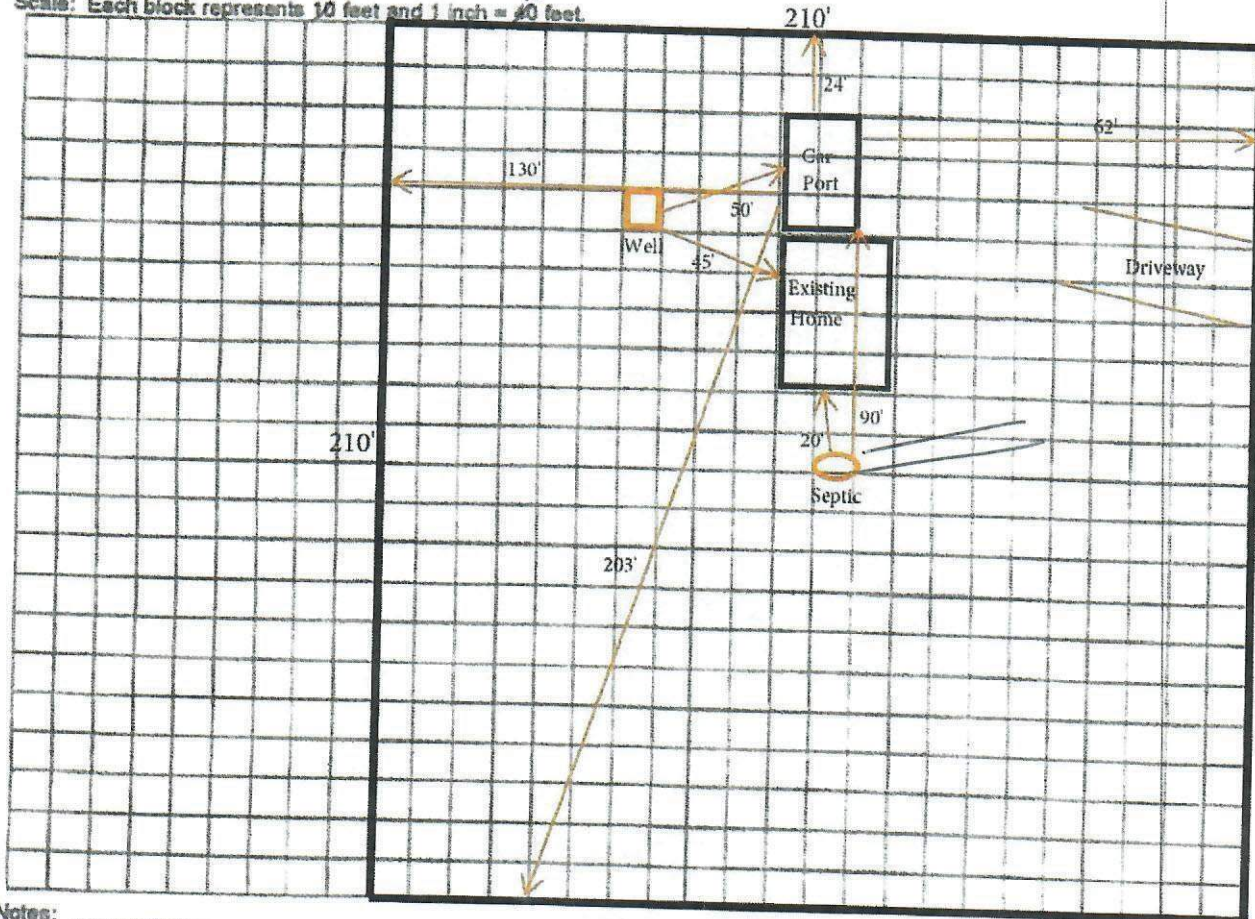 Scale: Each block represents 10 feet and 1 inch = 40 feet.
210'
24'
62'
Car
Port
130'
50'
Well
45'
Existing
Home
Driveway
210'
90'
20'
Septic
203'
Notes: